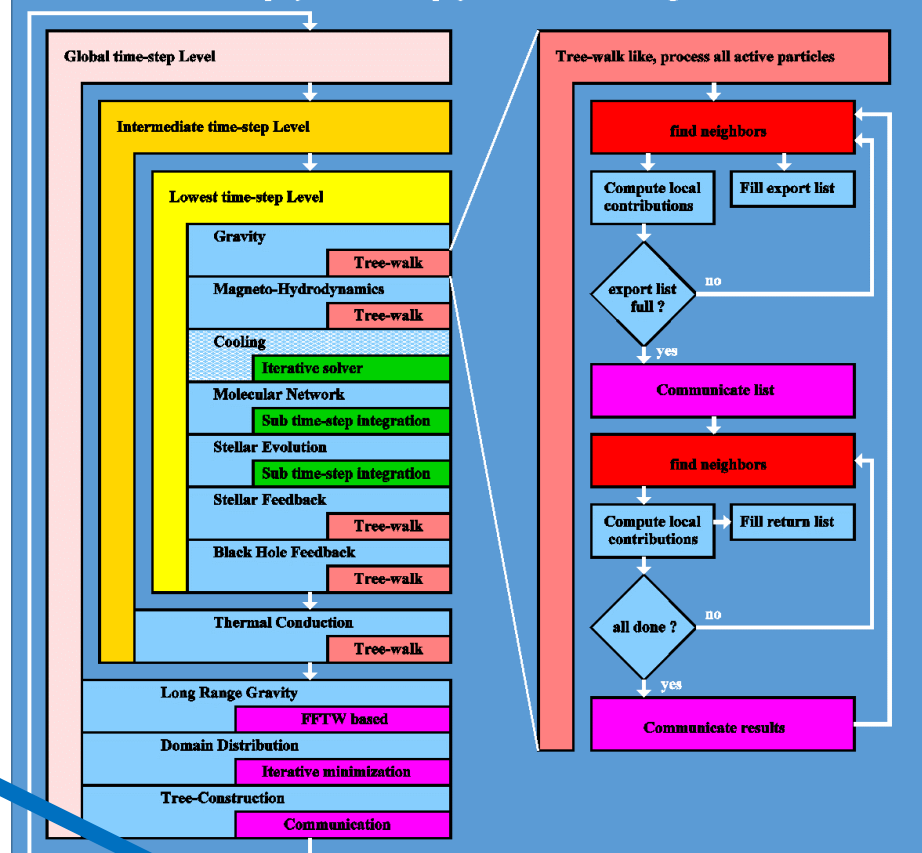 Global time-step Level
Intermediate time-step Level
Lowest time-step Level
Gravity
Tree-walk
Magneto-Hydrodynamics
Tree-walk
Cooling
Iterative solver
Molecular Network
Sub time-step integration
Stellar Evolution
Sub time-step integration
Stellar Feedback
Tree-walk
Black Hole Feedback
Tree-walk
Thermal Conduction
Tree-walk
Long Range Gravity
FFTW based
Domain Distribution
Iterative minimization
Tree-Construction
Communication
Tree-walk like, process all active particles
find neighbors
Compute local
contributions
Fill export list
export list
full ?
no
yes
Communicate list
find neighbors
Compute local
contributions
Fill return list
all done ?
no
yes
Communicate results